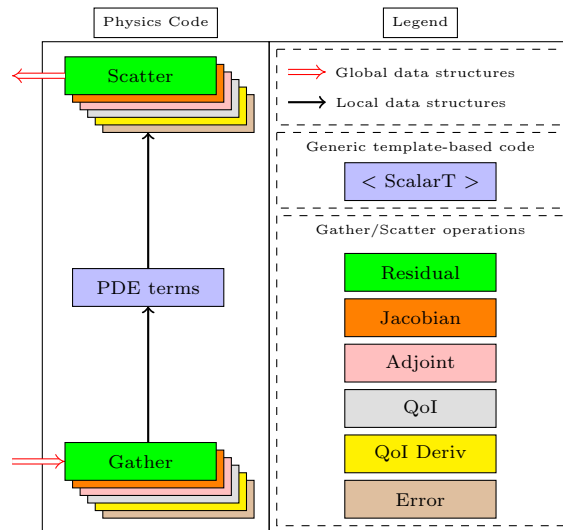 Physics Code
Scatter
PDE terms
Gather
Legend
Global data structures
Local data structures
Generic template-based code
< ScalarT >
Gather/Scatter operations
Residual
Jacobian
Adjoint
QoI
QoI Deriv
Error